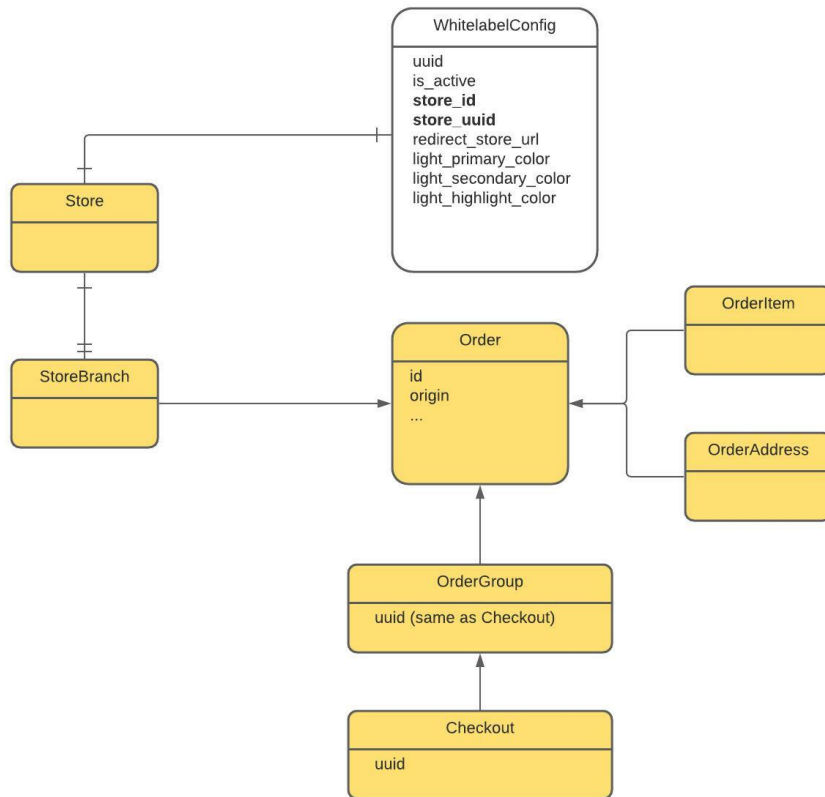 WhitelabelConfig
uuid
is_active
store_id
store_uuid
redirect_store_url
light_primary_color
light_secondary_color
light_highlight_color
Store
StoreBranch
Order
id
origin
...
OrderItem
OrderAddress
OrderGroup
uuid (same as Checkout)
Checkout
uuid